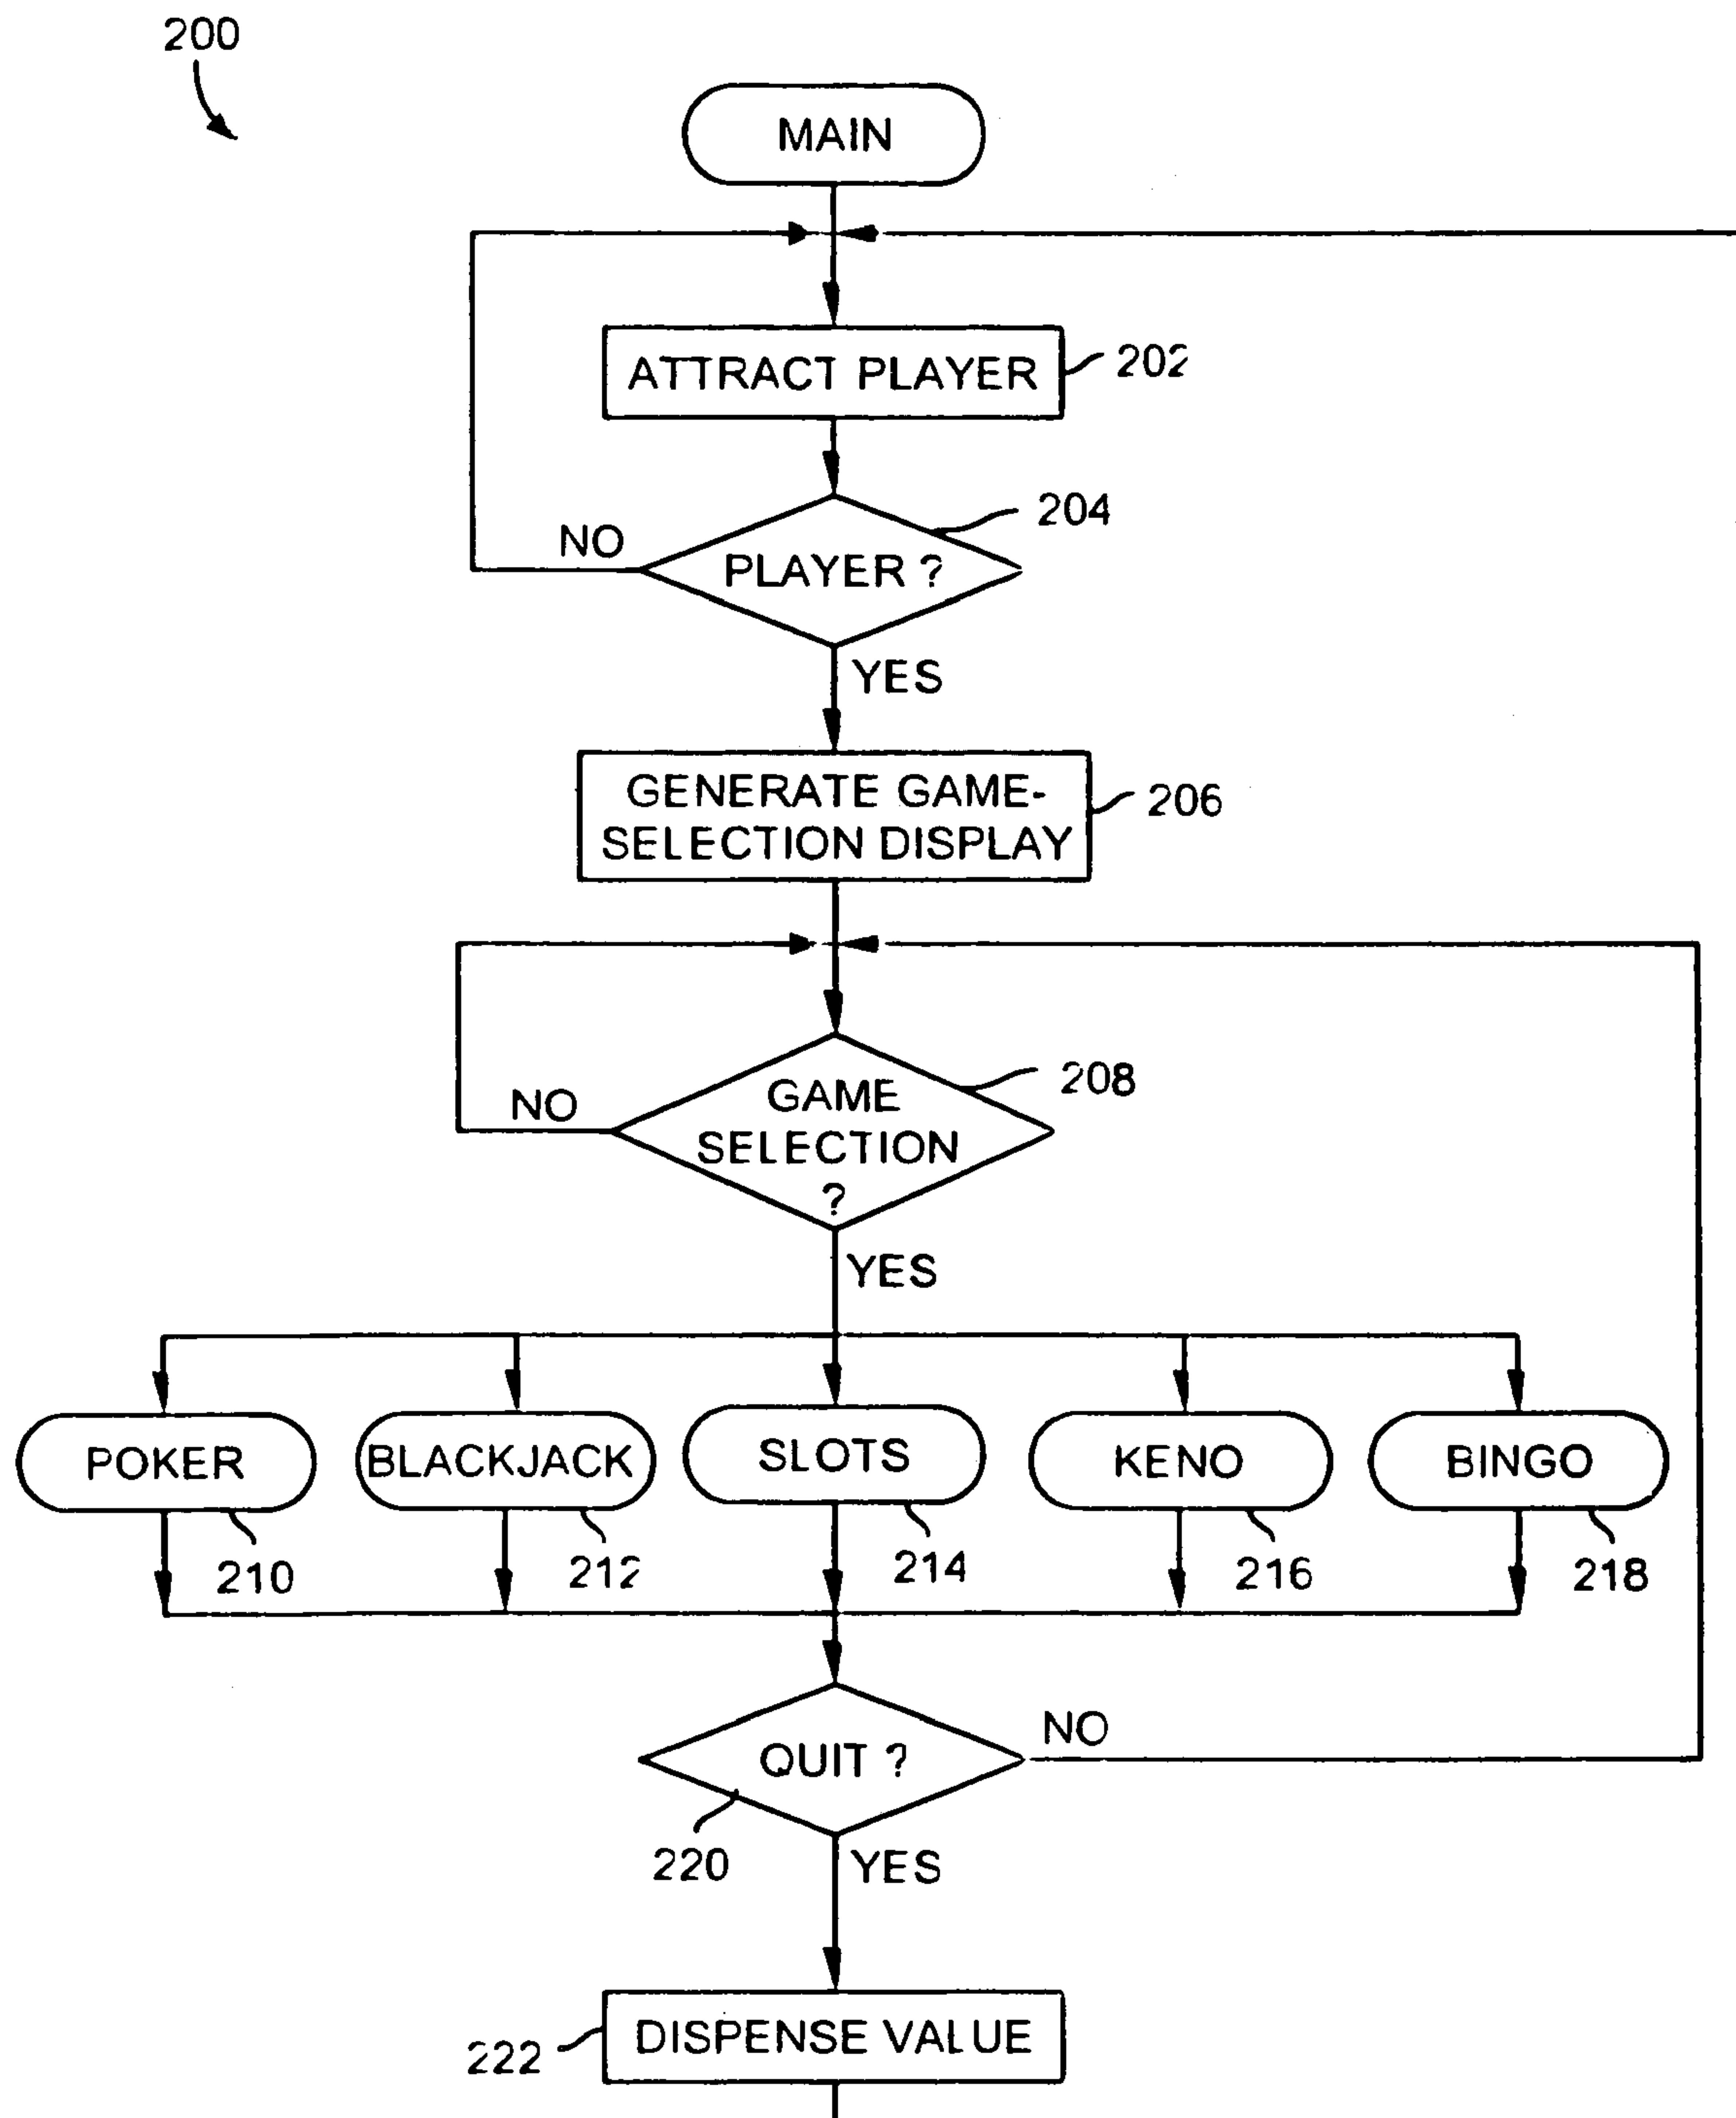 200
MAIN
ATTRACT PLAYER
202
204
NO
PLAYER ?
YES
GENERATE GAME-
SELECTION DISPLAY
206
208
NO
GAME
SELECTION
?
YES
POKER
BLACKJACK
SLOTS
KENO
BINGO
210
212
214
216
218
QUIT ?
NO
220
YES
DISPENSE VALUE
222